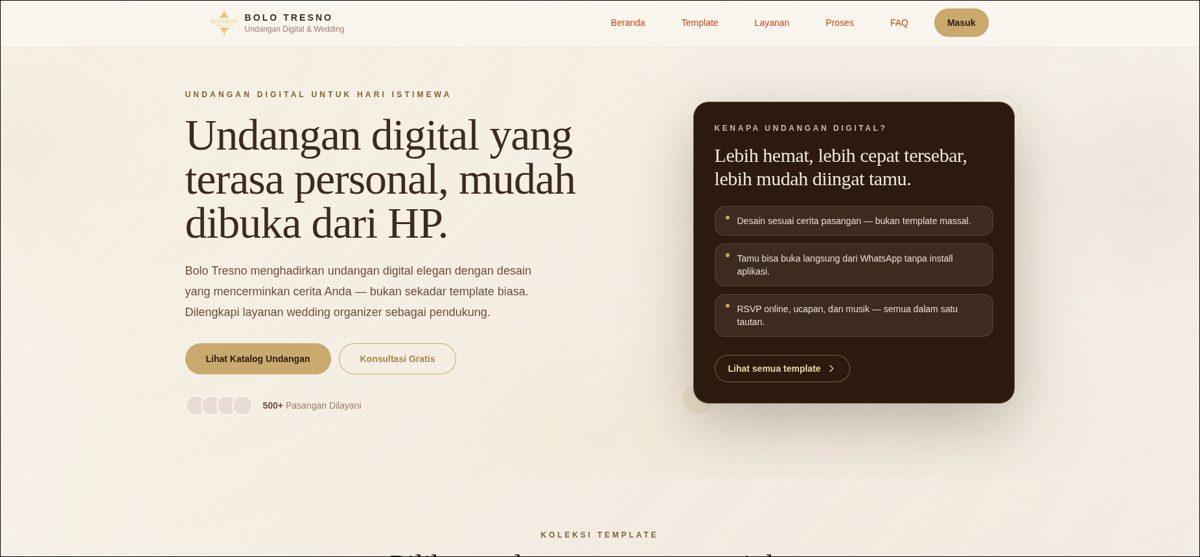 BOLO TRESNO
Undangan Digital & Wedding
Beranda
Template
Layanan
Proses
FAQ
Masuk
UNDANGAN DIGITAL UNTUK HARI ISTIMEWA
Undangan digital yang
terasa personal, mudah
dibuka dari HP.
Bolo Tresno menghadirkan undangan digital elegan dengan desain
yang mencerminkan cerita Anda — bukan sekadar template biasa.
Dilengkapi layanan wedding organizer sebagai pendukung.
Lihat Katalog Undangan
Konsultasi Gratis
500+ Pasangan Dilayani
KENAPA UNDANGAN DIGITAL?
Lebih hemat, lebih cepat tersebar,
lebih mudah diingat tamu.
Desain sesuai cerita pasangan — bukan template massal.
Tamu bisa buka langsung dari WhatsApp tanpa install
aplikasi.
RSVP online, ucapan, dan musik — semua dalam satu
tautan.
Lihat semua template
KOLEKSI TEMPLATE